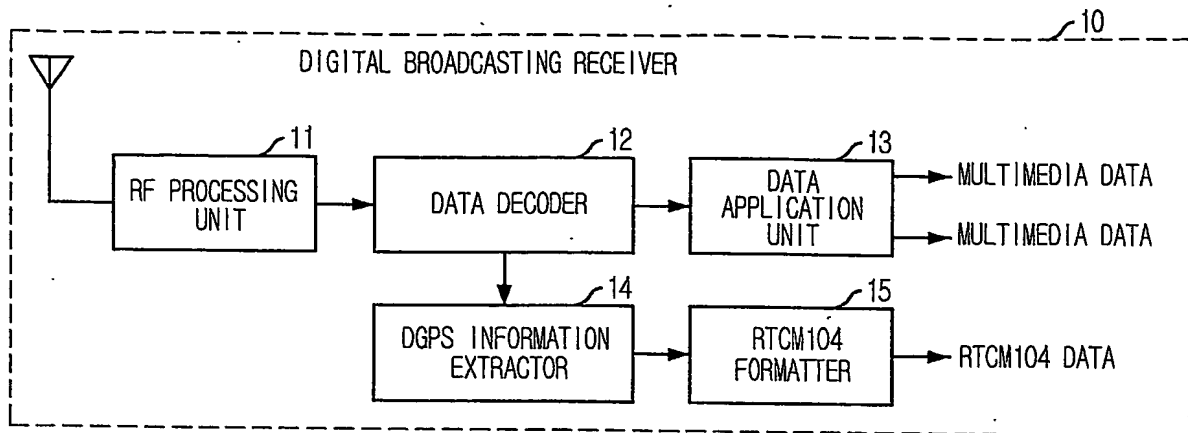 10
DIGITAL BROADCASTING RECEIVER
11
RF PROCESSING
UNIT
12
DATA DECODER
13
DATA
APPLICATION
UNIT
MULTIMEDIA DATA
MULTIMEDIA DATA
14
DGPS INFORMATION
EXTRACTOR
15
RTCM104
FORMATTER
RTCM104 DATA